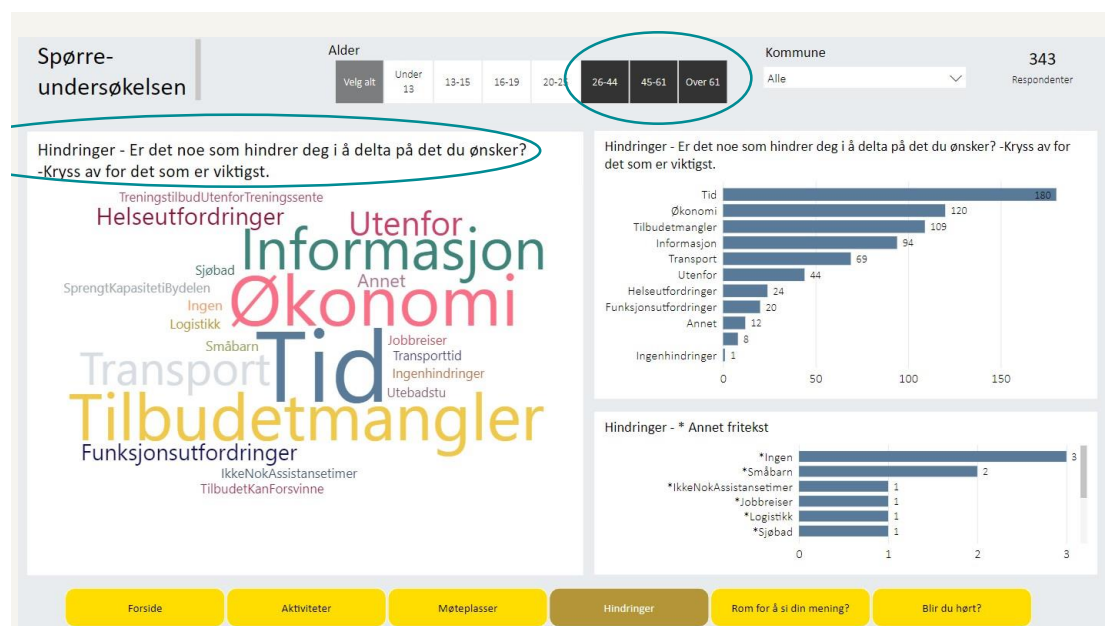 Spørre-
undersøkelsen
Alder
Velg alt
Under
13
13-15
16-19
20-25
26-44
45-61
Over 61
Kommune
Alle
343
Respondenter
Hindringer - Er det noe som hindrer deg i å delta på det du ønsker?
-Kryss av for det som er viktigst.
TreningstilbudUtenforTreningssente
Helseutfordringer
Utenfor
Informasjon
Sjøbad
Annet
SprengtKapasitetiBydelen
Økonomi
Ingen
Logistikk
Småbarn
Tid
Jobbreiser
Transporttid
Transport
Ingenhindringer
Utebadstu
Tilbudetmangler
Funksjonsutfordringer
IkkeNokAssistansetimer
TilbudetKanForsvinne
Hindringer - Er det noe som hindrer deg i å delta på det du ønsker? -Kryss av for
det som er viktigst.
Tid 180
Økonomi 120
Tilbudetmangler 109
Informasjon 94
Transport 69
Utenfor 44
Helseutfordringer 24
Funksjonsutfordringer 20
Annet 12
8
Ingenhindringer 1
0 50 100 150
Hindringer - * Annet fritekst
*Ingen 3
*Småbarn 2
*IkkeNokAssistansetimer 1
*Jobbreiser 1
*Logistikk 1
*Sjøbad 1
0 1 2 3
Forside
Aktiviteter
Møteplasser
Hindringer
Rom for å si din mening?
Blir du hørt?